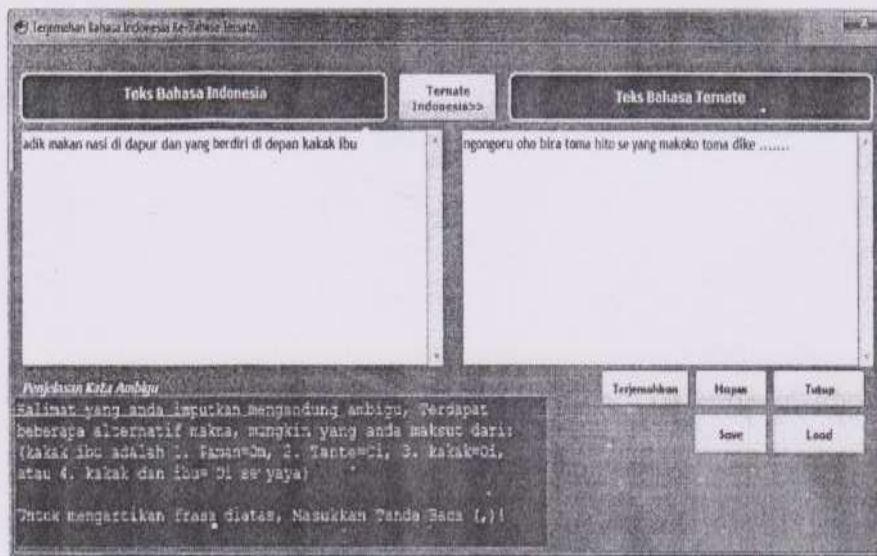 Terjemahan Bahasa Indonesia Ke-Bahasa Ternate
Teks Bahasa Indonesia
Ternate
Indonesia>>
Teks Bahasa Ternate
adik makan nasi di dapur dan yang berdiri di depan kakak ibu
ngongoru oho bira toma hito se yang makoko toma dike .......
Penjelasan Kata Ambigu
Kalimat yang anda inputkan mengandung ambigu, Terdapat
beberapa alternatif makna, mungkin yang anda maksut dari:
(kakak ibu adalah 1. Paman=Om, 2. Tante=Ci, 3. kakak=Oi,
atau 4. kakak dan ibu= Oi se yaya)
Untuk mengartikan frasa diatas, Masukkan Tanda Baca (,)!
Terjemahkan
Hapus
Tutup
Save
Load